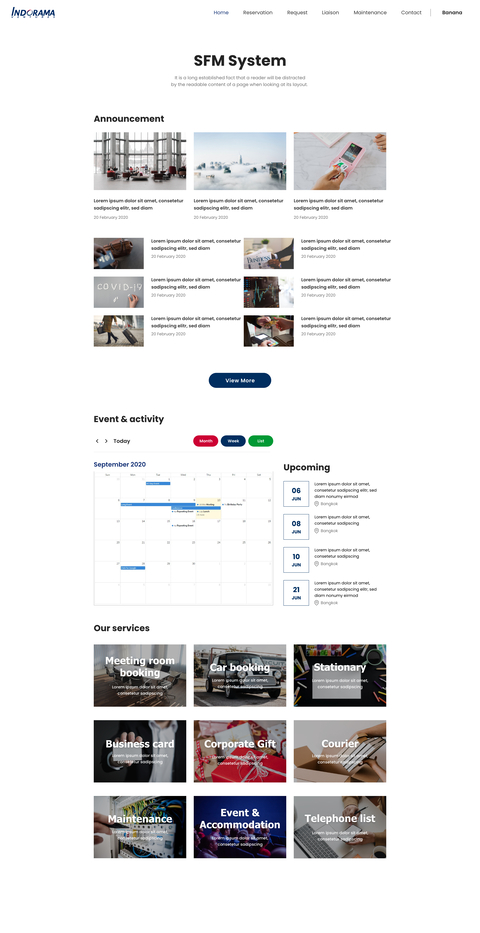 INDORAMA
Home Reservation Request Liaison Maintenance Contact Banana
SFM System
It is a long established fact that a reader will be distracted
by the readable content of a page when looking at its layout.
Announcement
Lorem ipsum dolor sit amet, consetetur
sadipscing elitr, sed diam
20 February 2020
Lorem ipsum dolor sit amet, consetetur
sadipscing elitr, sed diam
20 February 2020
Lorem ipsum dolor sit amet, consetetur
sadipscing elitr, sed diam
20 February 2020
Lorem ipsum dolor sit amet, consetetur
sadipscing elitr, sed diam
20 February 2020
Business
Lorem ipsum dolor sit amet, consetetur
sadipscing elitr, sed diam
20 February 2020
COVID-19
Lorem ipsum dolor sit amet, consetetur
sadipscing elitr, sed diam
20 February 2020
Lorem ipsum dolor sit amet, consetetur
sadipscing elitr, sed diam
20 February 2020
Lorem ipsum dolor sit amet, consetetur
sadipscing elitr, sed diam
20 February 2020
Lorem ipsum dolor sit amet, consetetur
sadipscing elitr, sed diam
20 February 2020
View More
Event & activity
Today
Month Week List
September 2020
Upcoming
06
JUN
Lorem ipsum dolor sit amet,
consetetur sadipscing elitr, sed
diam nonumy eirmod
Bangkok
08
JUN
Lorem ipsum dolor sit amet,
consetetur sadipscing
Bangkok
10
JUN
Lorem ipsum dolor sit amet,
consetetur sadipscing
Bangkok
21
JUN
Lorem ipsum dolor sit amet,
consetetur sadipscing elitr, sed
diam nonumy eirmod
Bangkok
Our services
Meeting room
booking
Lorem ipsum dolor sit amet,
consetetur sadipscing
Car booking
Lorem ipsum dolor sit amet,
consetetur sadipscing
Stationary
Lorem ipsum dolor sit amet,
consetetur sadipscing
Business card
Lorem ipsum dolor sit amet,
consetetur sadipscing
Corporate Gift
Lorem ipsum dolor sit amet,
consetetur sadipscing
Courier
Lorem ipsum dolor sit amet,
consetetur sadipscing
Maintenance
Lorem ipsum dolor sit amet,
consetetur sadipscing
Event &
Accommodation
Lorem ipsum dolor sit amet,
consetetur sadipscing
Telephone list
Lorem ipsum dolor sit amet,
consetetur sadipscing